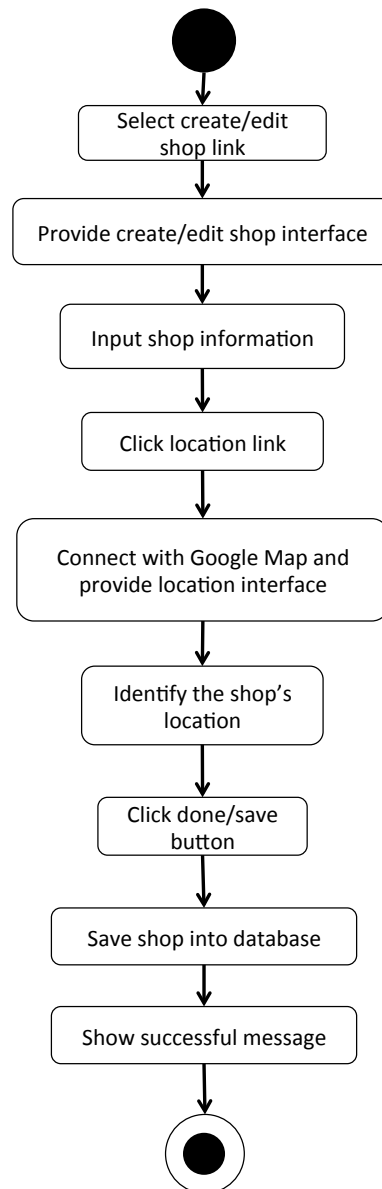 Select create/edit
shop link
Provide create/edit shop interface
Input shop information
Click location link
Connect with Google Map and
provide location interface
Identify the shop's
location
Click done/save
button
Save shop into database
Show successful message